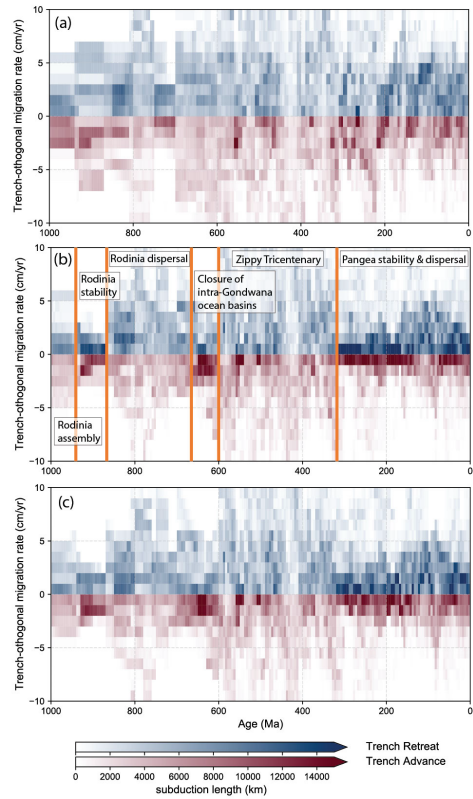 (a)
10
5
0
−5
−10
Trench-othogonal migration rate (cm/yr)
1000 800 600 400 200 0
(b)
Rodinia dispersal
Zippy Tricentenary
Pangea stability & dispersal
Rodinia
stability
Closure of
intra-Gondwana
ocean basins
Rodinia
assembly
10
5
0
−5
−10
Trench-othogonal migration rate (cm/yr)
1000 800 600 400 200 0
(c)
10
5
0
−5
−10
Trench-othogonal migration rate (cm/yr)
1000 800 600 400 200 0
Age (Ma)
Trench Retreat
Trench Advance
0 2000 4000 6000 8000 10000 12000 14000
subduction length (km)